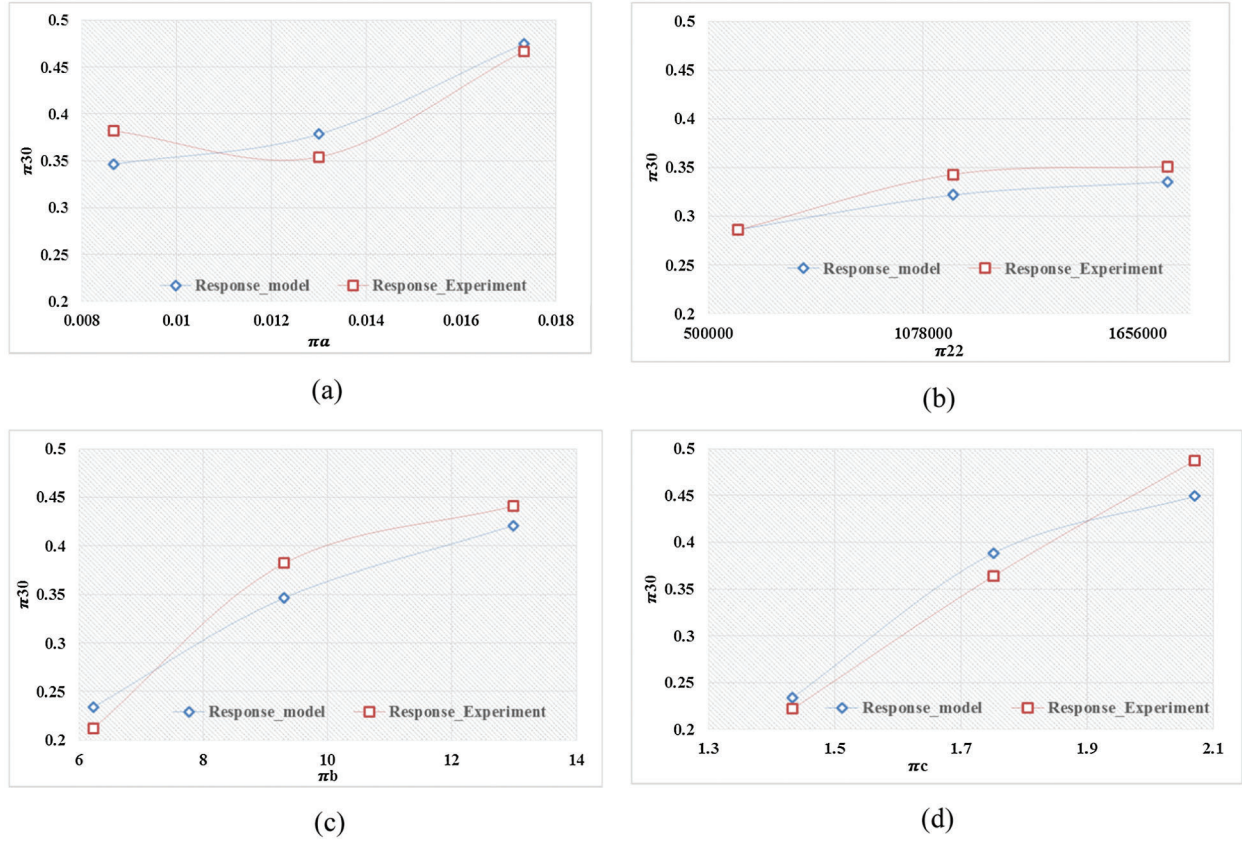 0.5
0.45
0.4
0.35
0.3
0.25
0.2
π30
Response_model Response_Experiment
0.008 0.01 0.012 0.014 0.016 0.018
πa
(a)
0.5
0.45
0.4
0.35
0.3
0.25
0.2
π30
Response_model Response_Experiment
500000 1078000 1656000
π22
(b)
0.5
0.45
0.4
0.35
0.3
0.25
0.2
π30
Response_model Response_Experiment
6 8 10 12 14
πb
(c)
0.5
0.45
0.4
0.35
0.3
0.25
0.2
π30
Response_model Response_Experiment
1.3 1.5 1.7 1.9 2.1
πc
(d)